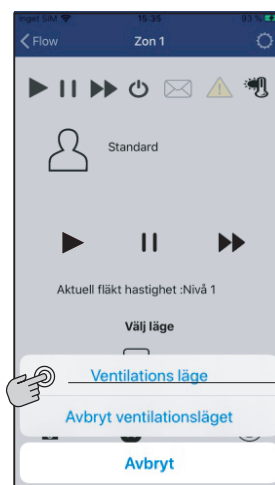 Inget SIM 15:35 93 %
Flow Zon 1
Standard
Aktuell fläkt hastighet :Nivå 1
Välj läge
Ventilations läge
Avbryt ventilationsläget
Avbryt